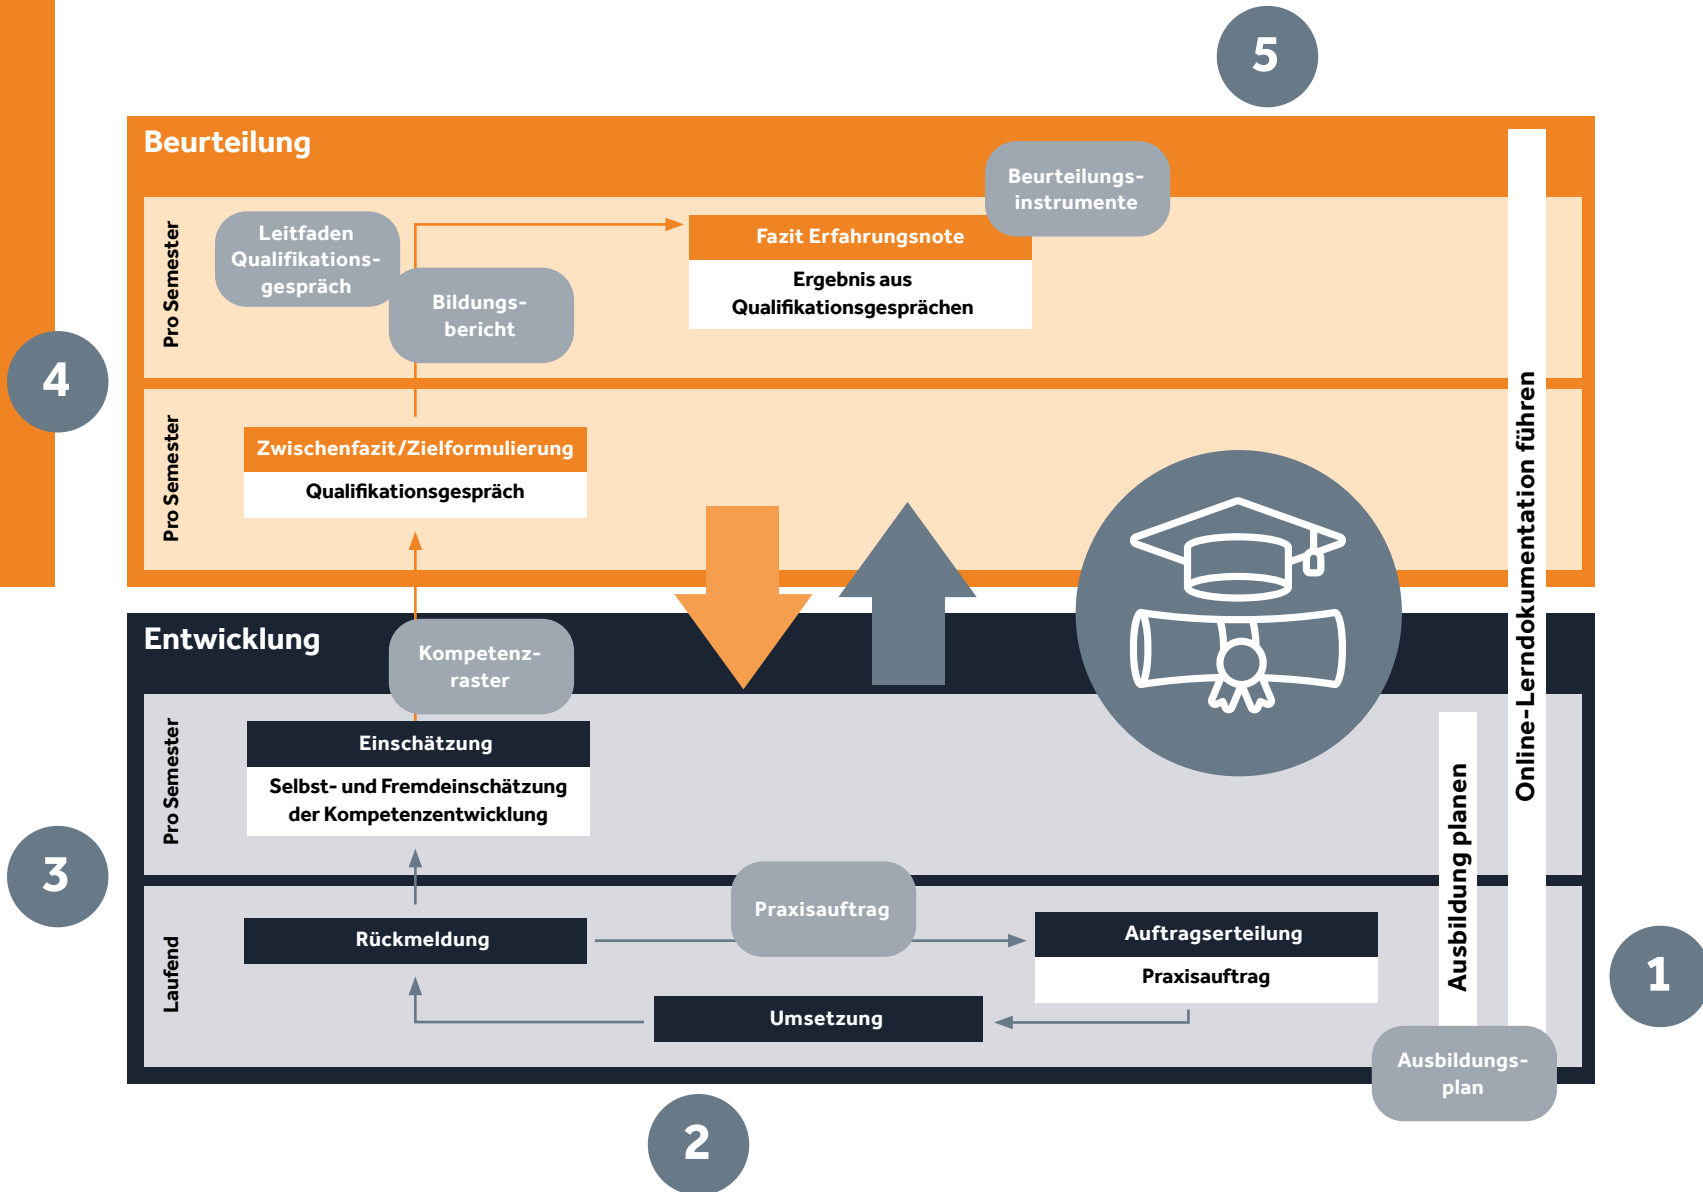 5
Beurteilung
Beurteilungs-
instrumente
Pro Semester
Leitfaden
Qualifikations-
gespräch
Bildungs-
bericht
Fazit Erfahrungsnote
Ergebnis aus
Qualifikationsgesprächen
4
Pro Semester
Zwischenfazit/Zielformulierung
Qualifikationsgespräch
Online-Lerndokumentation führen
Entwicklung
Kompetenz-
raster
Pro Semester
Einschätzung
Selbst- und Fremdeinschätzung
der Kompetenzentwicklung
Ausbildung planen
3
Laufend
Rückmeldung
Praxisauftrag
Auftragserteilung
Praxisauftrag
Umsetzung
1
Ausbildungs-
plan
2